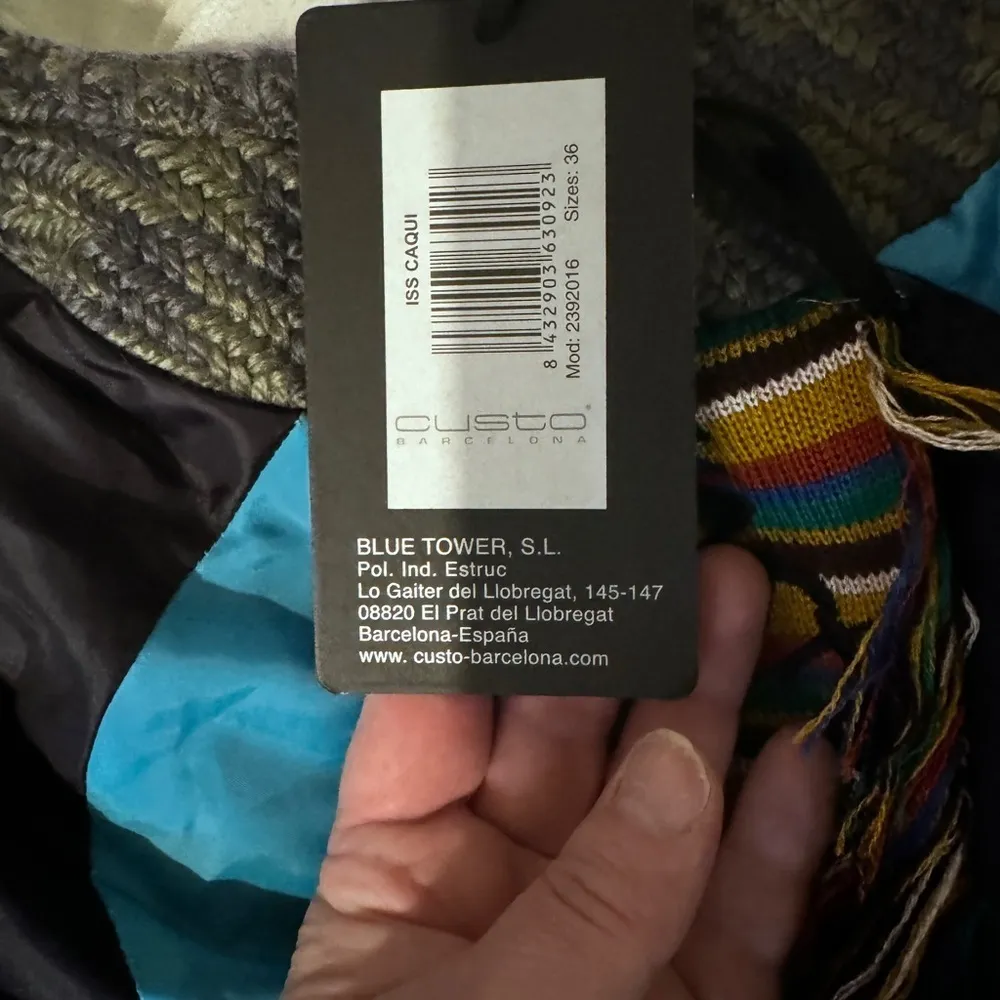 ISS CAQUI
8 432903 630923
Mod: 2392016 Sizes: 36
custo
BARCELONA
BLUE TOWER, S.L.
Pol. Ind. Estruc
Lo Gaiter del Llobregat, 145-147
08820 El Prat del Llobregat
Barcelona-España
www. custo-barcelona.com